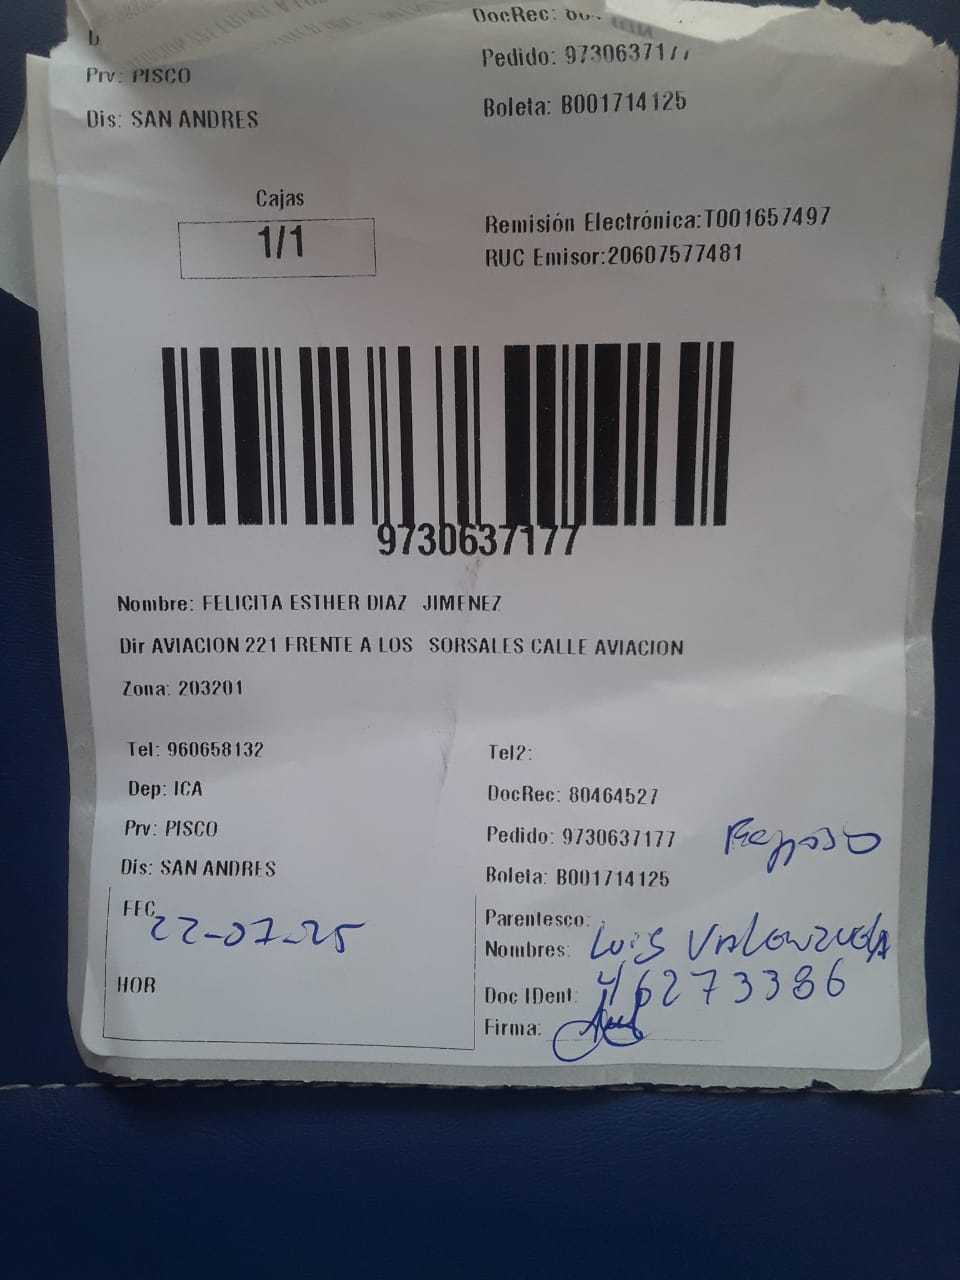 DocRec: 80
Pedido: 9730637177
Prv: PISCO
Boleta: B001714125
Dis: SAN ANDRES
Cajas
1/1
Remisión Electrónica:T001657497
RUC Emisor:20607577481
9730637177
Nombre: FELICITA ESTHER DIAZ JIMENEZ
Dir AVIACION 221 FRENTE A LOS SORSALES CALLE AVIACION
Zona: 203201
Tel: 960658132
Tel2:
Dep: ICA
DocRec: 80464527
Prv: PISCO
Pedido: 9730637177
Dis: SAN ANDRES
Boleta: B001714125
FEC 22-07-25
Parentesco:
Nombres: Luis Valenzuela
HOR
Doc IDent: 46273386
Firma: